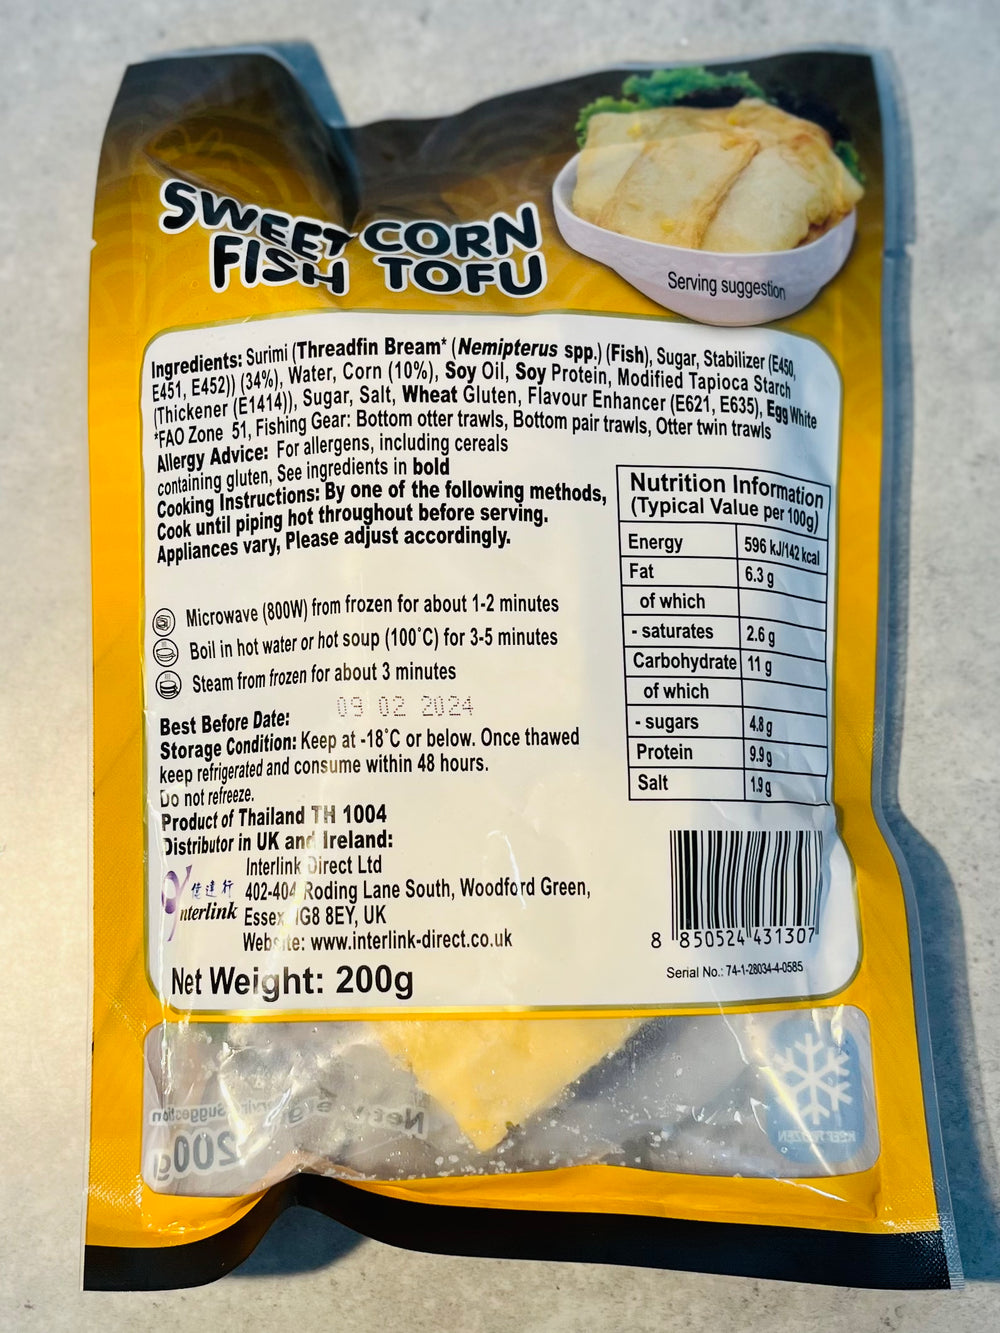 SWEET CORN
FISH TOFU
Serving suggestion
Ingredients: Surimi (Threadfin Bream* (Nemipterus spp.) (Fish), Sugar, Stabilizer (E450,
E451, E452)) (34%), Water, Corn (10%), Soy Oil, Soy Protein, Modified Tapioca Starch
(Thickener (E1414)), Sugar, Salt, Wheat Gluten, Flavour Enhancer (E621, E635), Egg White
*FAO Zone 51, Fishing Gear: Bottom otter trawls, Bottom pair trawls, Otter twin trawls
Allergy Advice: For allergens, including cereals
containing gluten, See ingredients in bold
Cooking Instructions: By one of the following methods,
Cook until piping hot throughout before serving.
Appliances vary, Please adjust accordingly.
Microwave (800W) from frozen for about 1-2 minutes
Boil in hot water or hot soup (100°C) for 3-5 minutes
Steam from frozen for about 3 minutes
Best Before Date: 09 02 2024
Storage Condition: Keep at -18°C or below. Once thawed
keep refrigerated and consume within 48 hours.
Do not refreeze.
Product of Thailand TH 1004
Distributor in UK and Ireland:
Interlink Direct Ltd
信達行
Interlink
402-404 Roding Lane South, Woodford Green,
Essex IG8 8EY, UK
Website: www.interlink-direct.co.uk
Net Weight: 200g
Nutrition Information
(Typical Value per 100g)
Energy 596 kJ/142 kcal
Fat 6.3 g
of which
- saturates 2.6 g
Carbohydrate 11 g
of which
- sugars 4.8 g
Protein 9.9 g
Salt 1.9 g
8 850524 431307
Serial No.: 74-1-28034-4-0585
Serving Suggestion
200g
KEEP FROZEN